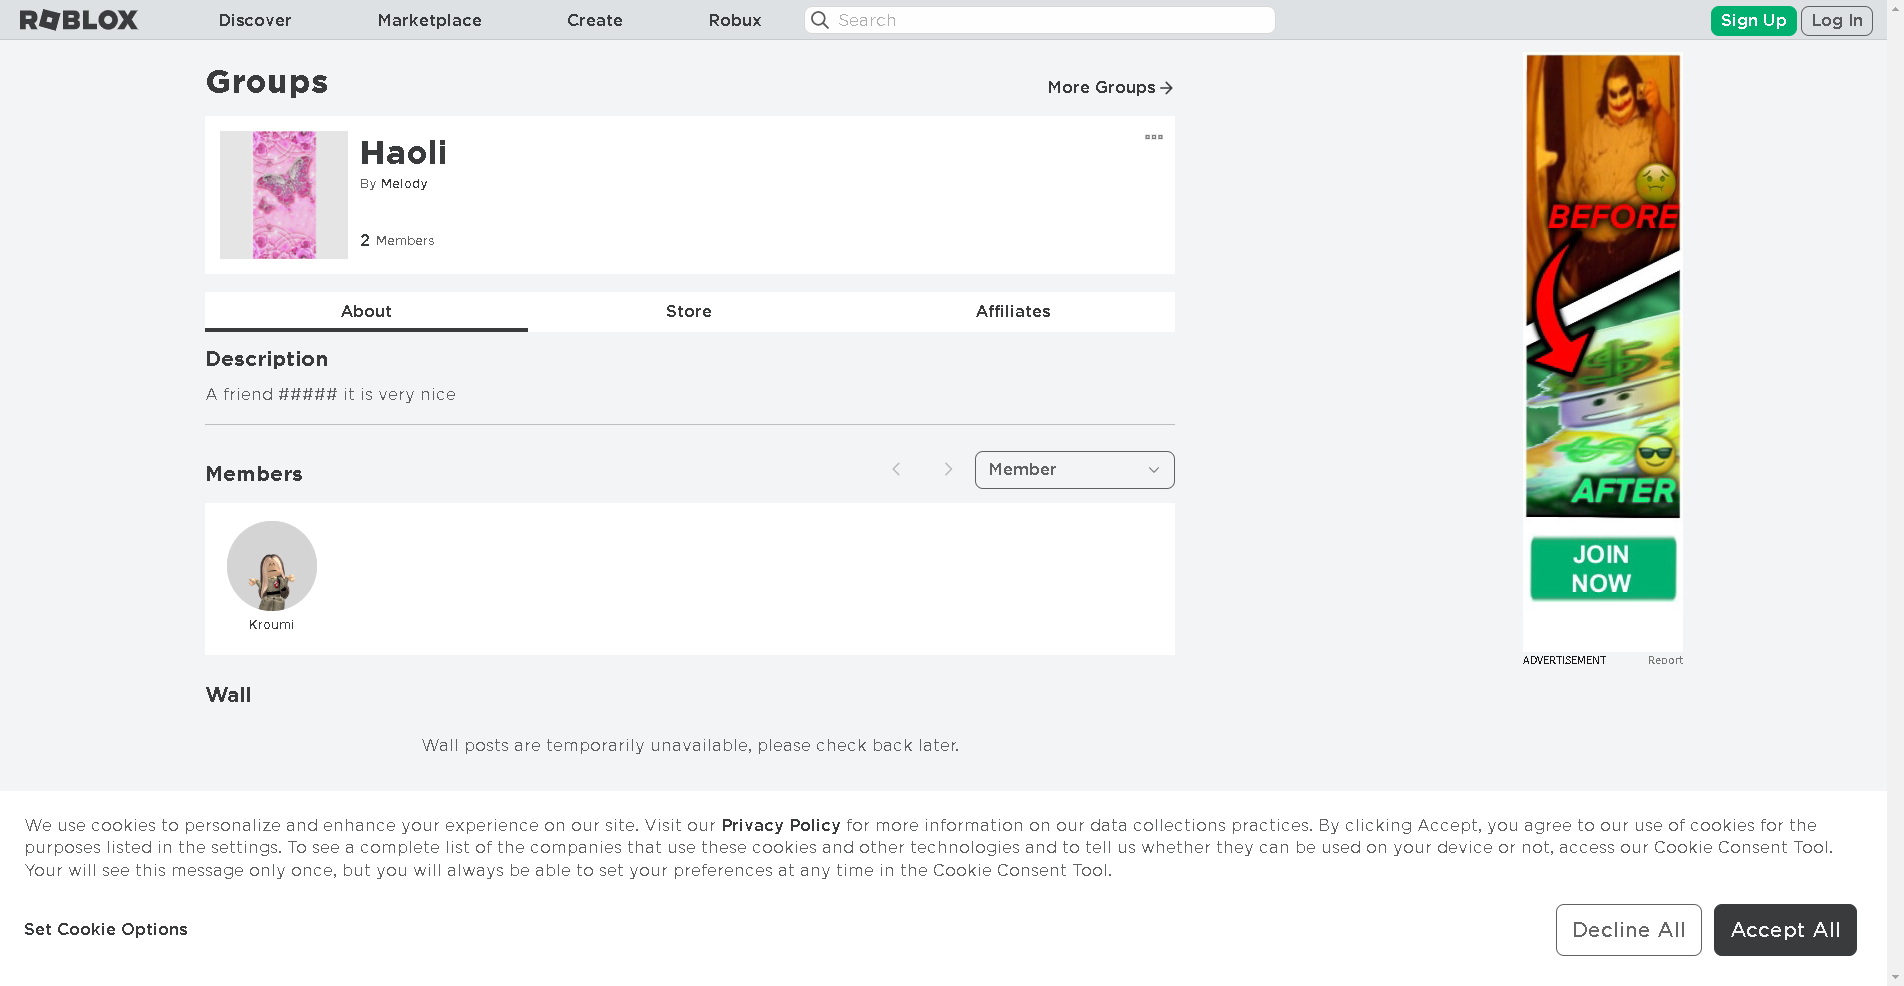 ROBLOX
Discover
Marketplace
Create
Robux
Search
Sign Up
Log In
Groups
More Groups
Haoli
By Melody
2 Members
About
Store
Affiliates
Description
A friend ##### it is very nice
Members
Member
Kroumi
Wall
Wall posts are temporarily unavailable, please check back later.
BEFORE
AFTER
JOIN
NOW
ADVERTISEMENT
Report
We use cookies to personalize and enhance your experience on our site. Visit our Privacy Policy for more information on our data collections practices. By clicking Accept, you agree to our use of cookies for the
purposes listed in the settings. To see a complete list of the companies that use these cookies and other technologies and to tell us whether they can be used on your device or not, access our Cookie Consent Tool.
Your will see this message only once, but you will always be able to set your preferences at any time in the Cookie Consent Tool.
Set Cookie Options
Decline All
Accept All